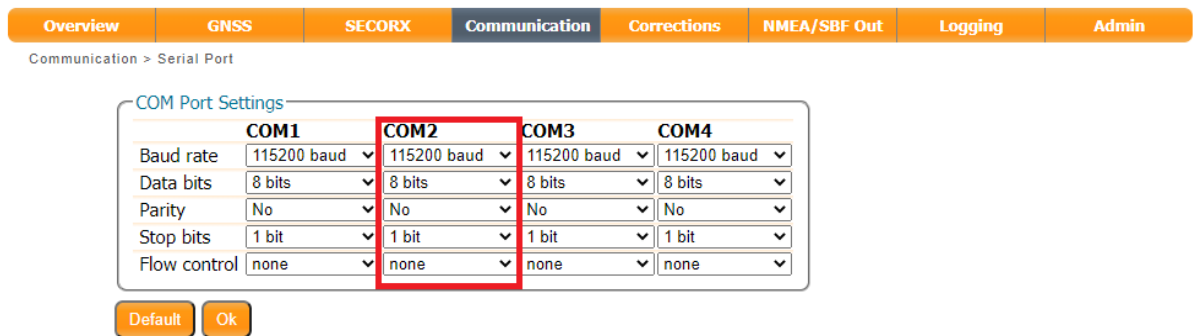 Overview GNSS SECORX Communication Corrections NMEA/SBF Out Logging Admin
Communication > Serial Port
COM Port Settings
COM1 COM2 COM3 COM4
Baud rate 115200 baud 115200 baud 115200 baud 115200 baud
Data bits 8 bits 8 bits 8 bits 8 bits
Parity No No No No
Stop bits 1 bit 1 bit 1 bit 1 bit
Flow control none none none none
Default Ok